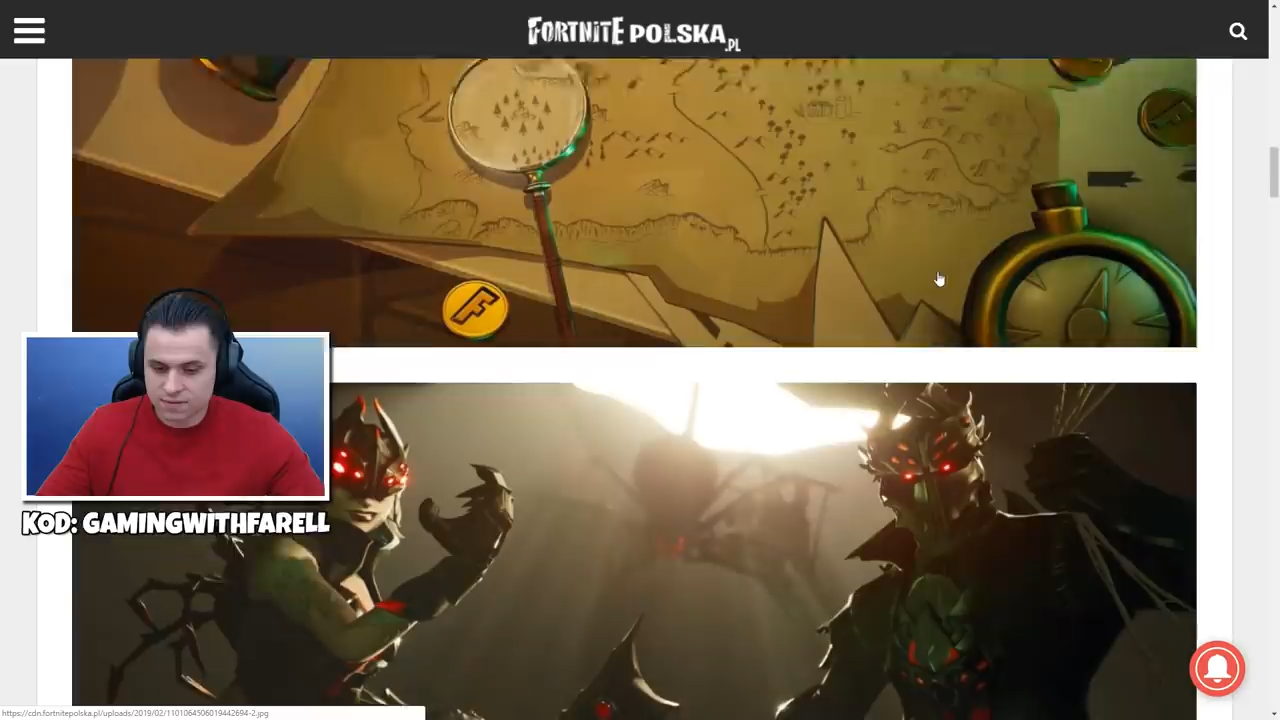 FORTNITE POLSKA.PL
KOD: GAMINGWITHFARELL
https://cdn.fortnitepolska.pl/uploads/2019/02/1101064506019442694-2.jpg